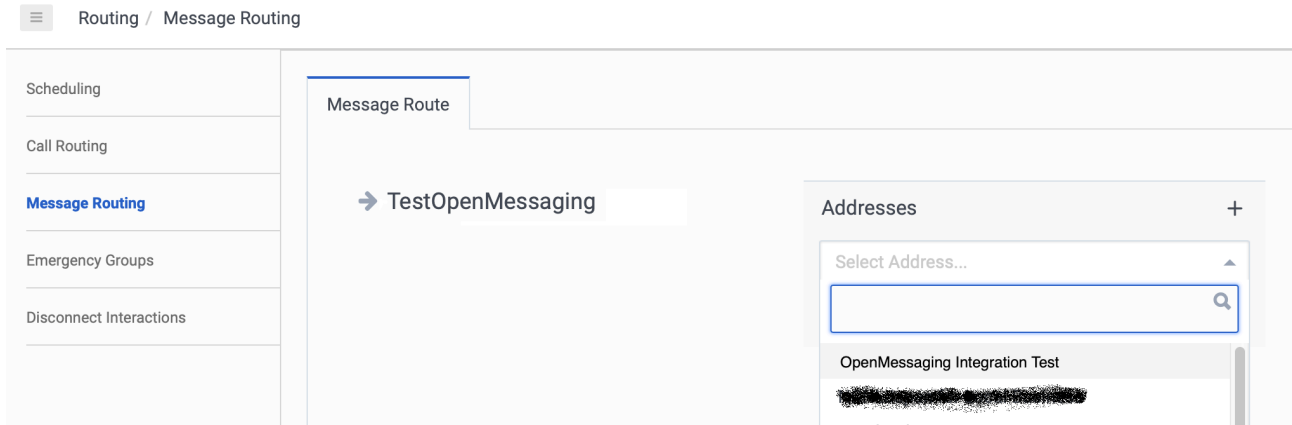 Routing / Message Routing
Scheduling
Call Routing
Message Routing
Emergency Groups
Disconnect Interactions
Message Route
TestOpenMessaging
Addresses
Select Address...
OpenMessaging Integration Test